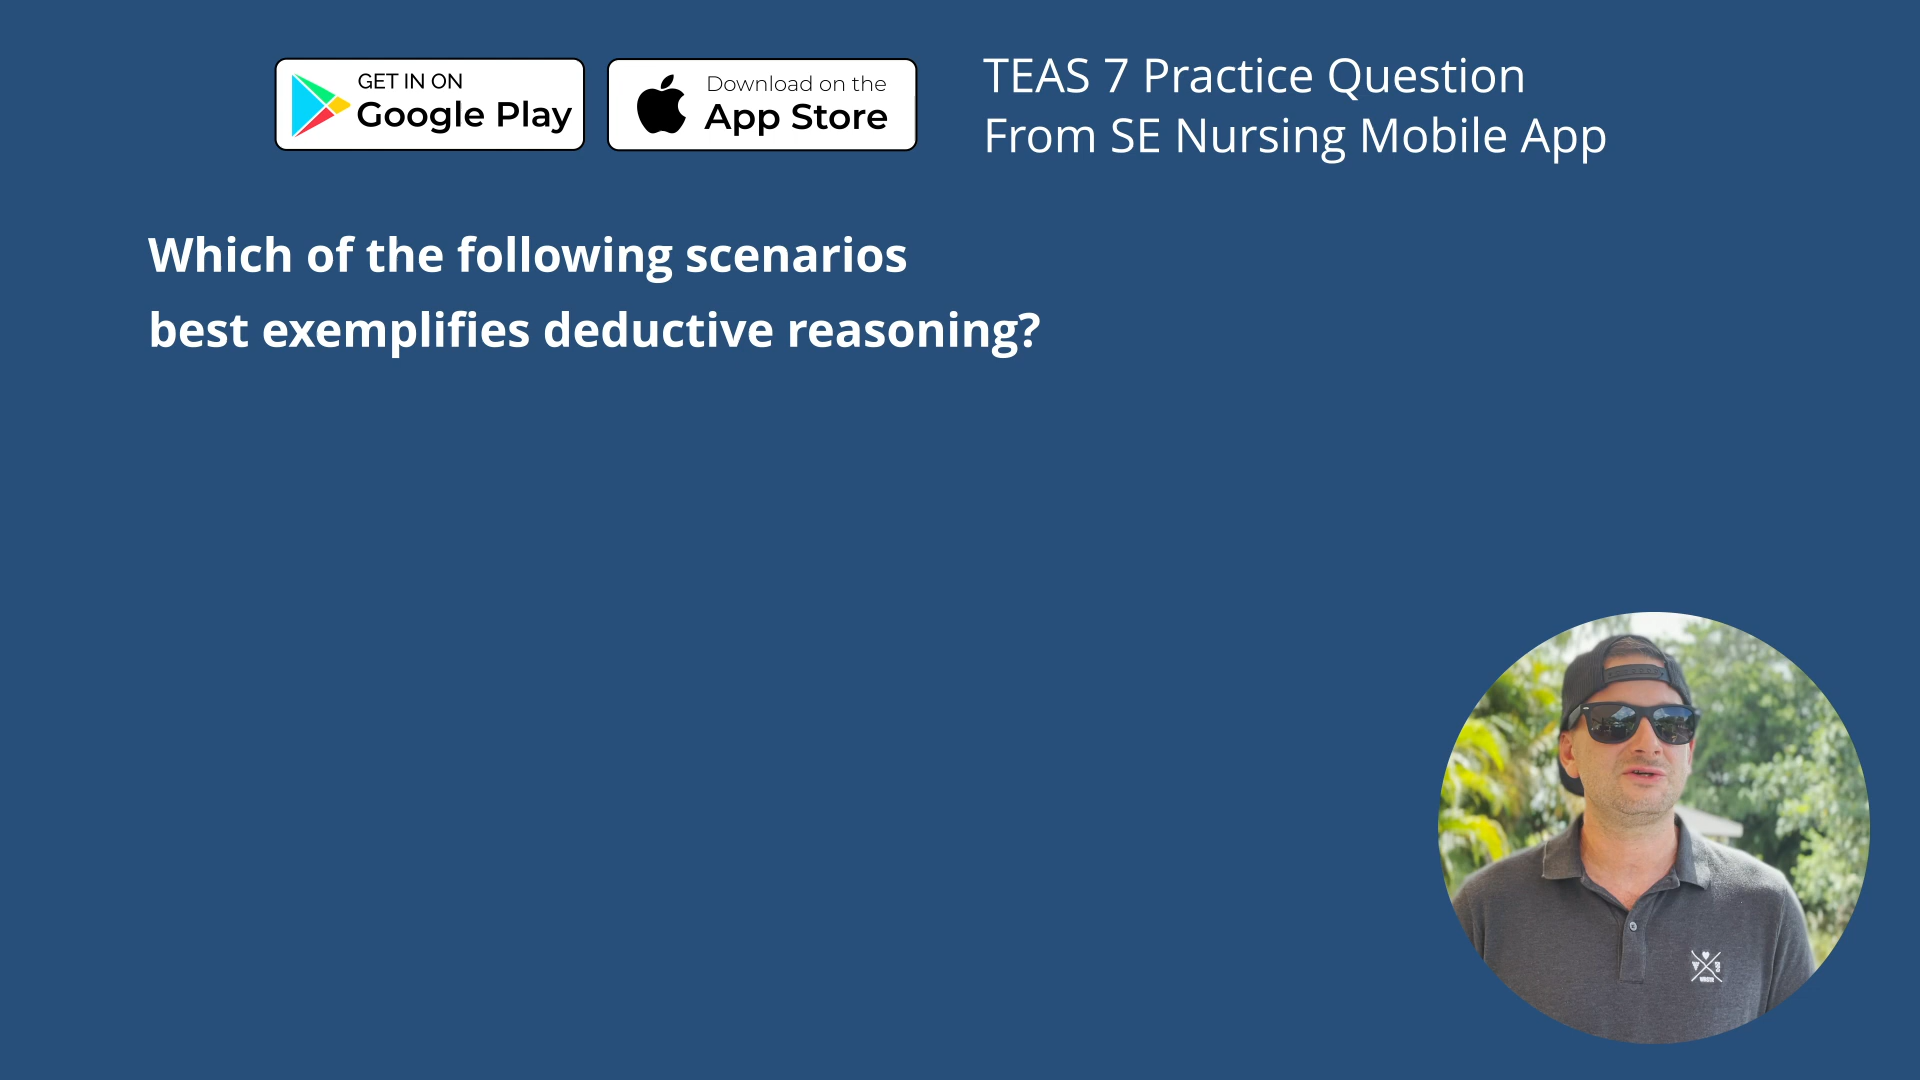 GET IN ON
Google Play
Download on the
App Store
TEAS 7 Practice Question
From SE Nursing Mobile App
Which of the following scenarios
best exemplifies deductive reasoning?